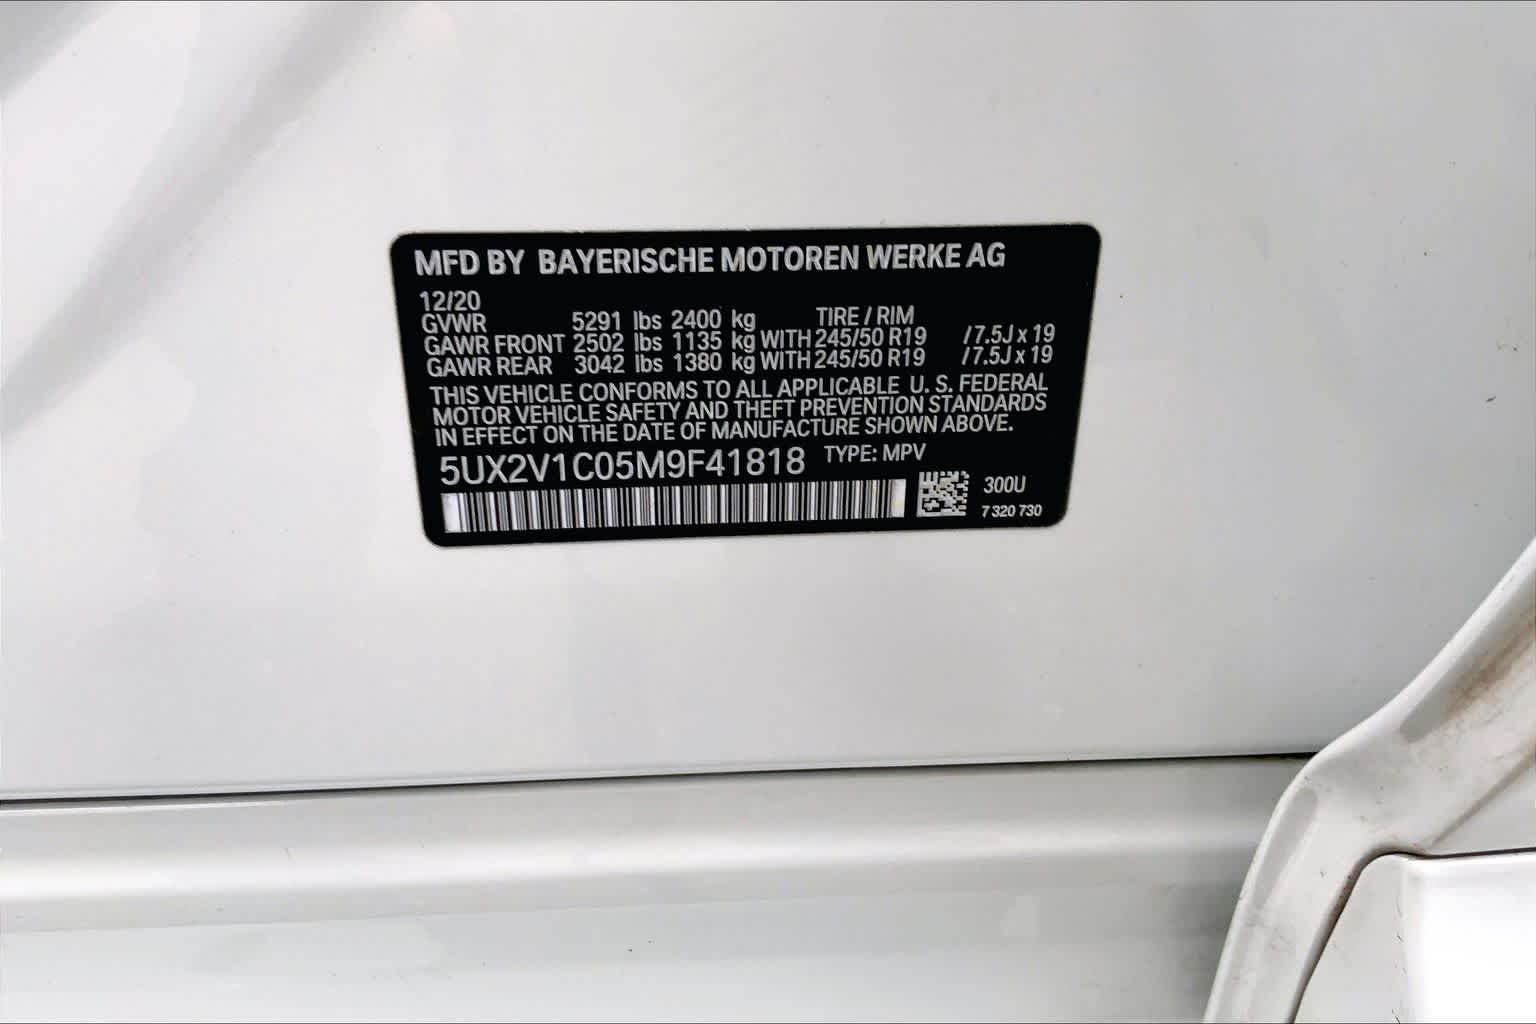 MFD BY BAYERISCHE MOTOREN WERKE AG
12/20
GVWR 5291 lbs 2400 kg TIRE / RIM
GAWR FRONT 2502 lbs 1135 kg WITH 245/50 R19 / 7.5J x 19
GAWR REAR 3042 lbs 1380 kg WITH 245/50 R19 / 7.5J x 19
THIS VEHICLE CONFORMS TO ALL APPLICABLE U. S. FEDERAL
MOTOR VEHICLE SAFETY AND THEFT PREVENTION STANDARDS
IN EFFECT ON THE DATE OF MANUFACTURE SHOWN ABOVE.
5UX2V1C05M9F41818 TYPE: MPV
300U
7 320 730